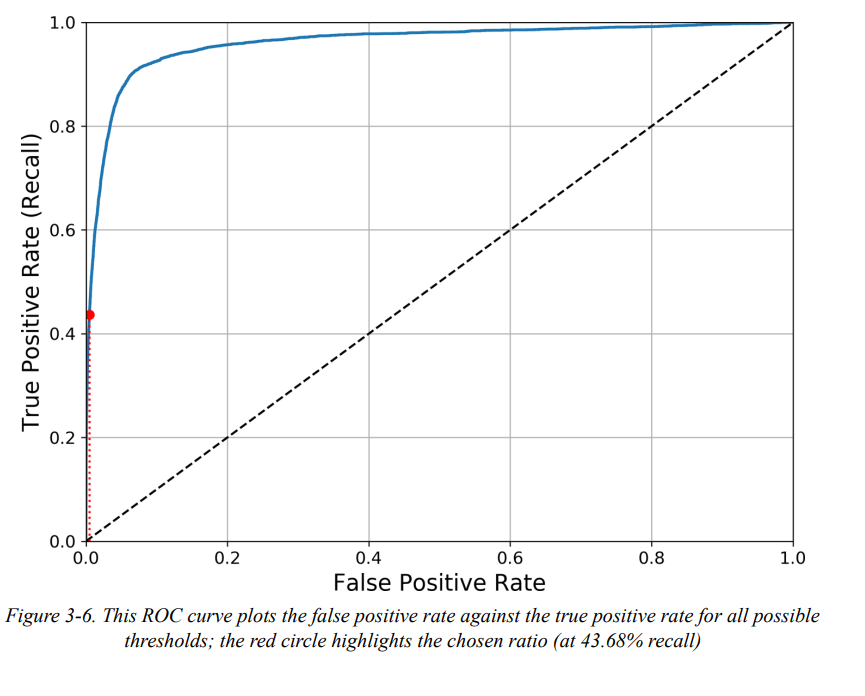 1.0
0.8
0.6
0.4
0.2
0.0
True Positive Rate (Recall)
0.0 0.2 0.4 0.6 0.8 1.0
False Positive Rate
Figure 3-6. This ROC curve plots the false positive rate against the true positive rate for all possible
thresholds; the red circle highlights the chosen ratio (at 43.68% recall)